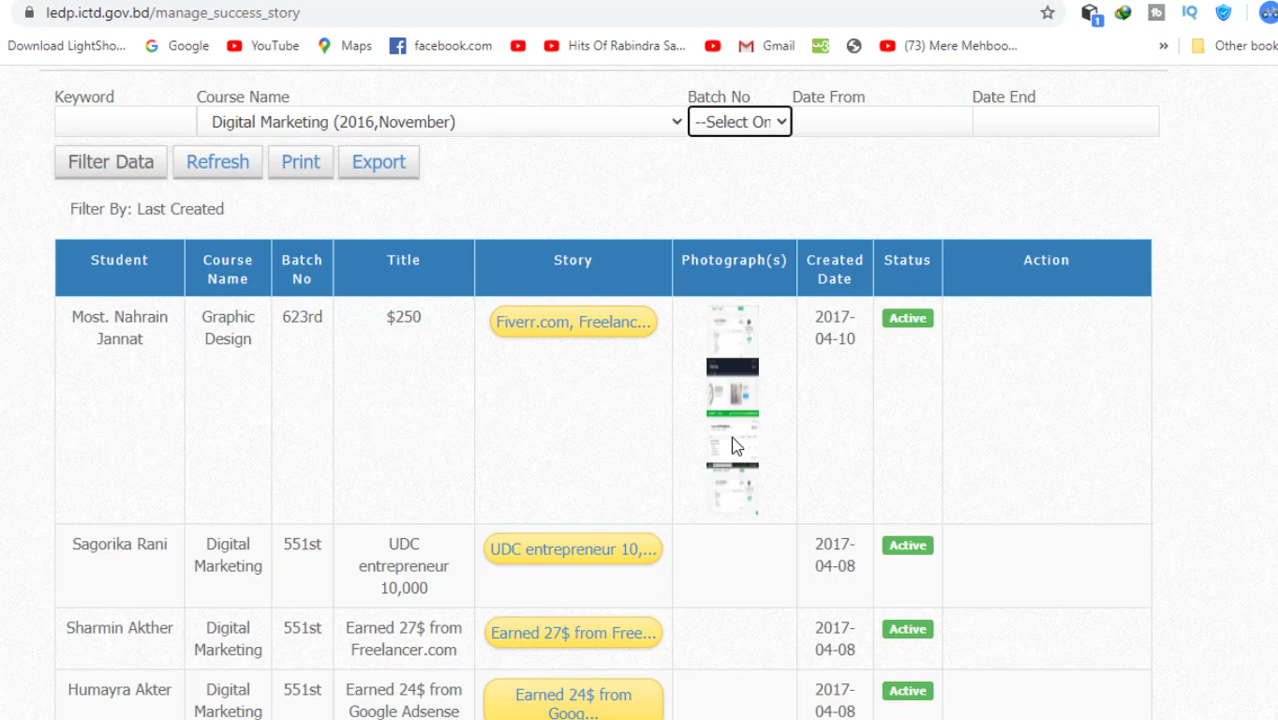 ledp.ictd.gov.bd/manage_success_story
1
Download LightSho... Google YouTube Maps facebook.com Hits Of Rabindra Sa... Gmail (73) Mere Mehboo... » Other book
Keyword Course Name Batch No Date From Date End
Digital Marketing (2016,November) --Select On
Filter Data Refresh Print Export
Filter By: Last Created
Student Course Name Batch No Title Story Photograph(s) Created Date Status Action
Most. Nahrain Jannat Graphic Design 623rd $250 Fiverr.com, Freelanc... 2017-04-10 Active
Sagorika Rani Digital Marketing 551st UDC entrepreneur 10,000 UDC entrepreneur 10,... 2017-04-08 Active
Sharmin Akther Digital Marketing 551st Earned 27$ from Freelancer.com Earned 27$ from Free... 2017-04-08 Active
Humayra Akter Digital Marketing 551st Earned 24$ from Google Adsense Earned 24$ from Goog... 2017-04-08 Active